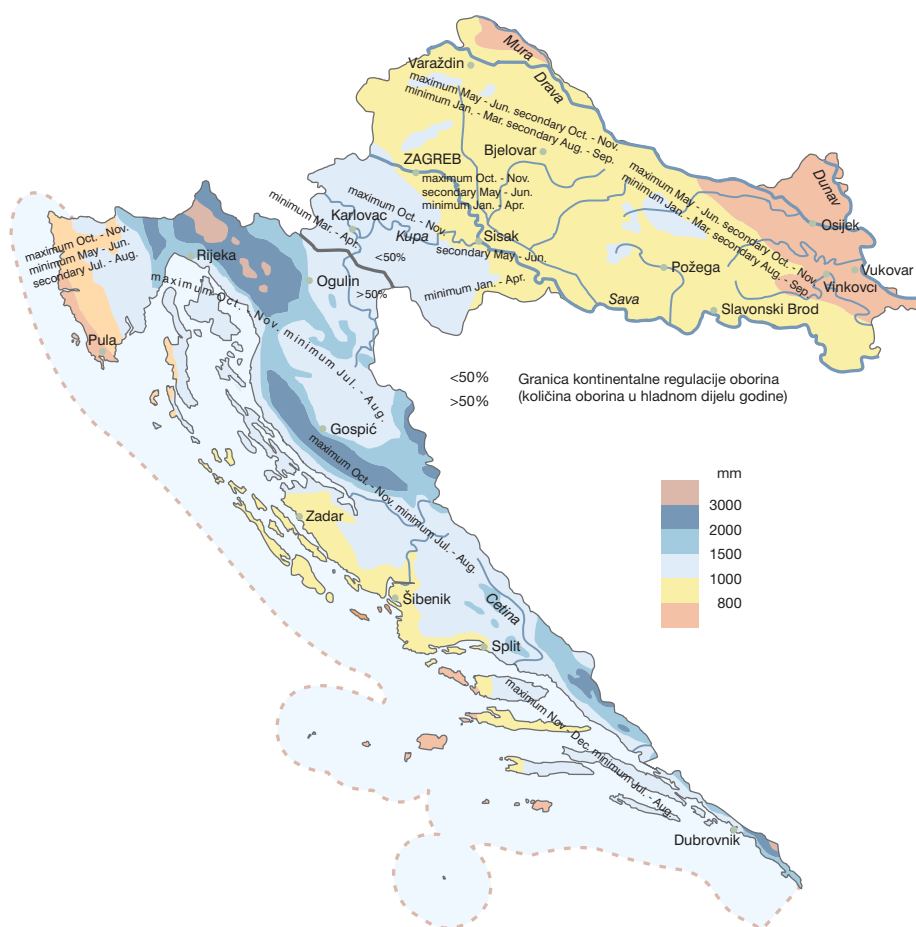 Mura
Varaždin
Drava
maximum May - Jun. secondary Oct. - Nov.
minimum Jan. - Mar. secondary Aug. - Sep.
Bjelovar
ZAGREB
maximum Oct. - Nov.
secondary May - Jun.
minimum Jan. - Apr.
maximum May - Jun. secondary Oct. - Nov.
minimum Jan. - Mar. secondary Aug. - Sep.
Dunav
Osijek
Vukovar
Vinkovci
minimum Mar. - Apr.
Karlovac
maximum Oct. - Nov.
Kupa
<50%
Sisak
secondary May - Jun.
>50%
minimum Jan. - Apr.
Požega
Sava
Slavonski Brod
maximum Oct. - Nov.
minimum May - Jun.
secondary Jul. - Aug.
Rijeka
Ogulin
maximum Oct. - Nov. minimum Jul. - Aug.
Pula
<50% Granica kontinentalne regulacije oborina
>50% (količina oborina u hladnom dijelu godine)
Gospić
maximum Oct. - Nov. minimum Jul. - Aug.
Zadar
mm
3000
2000
1500
1000
800
Šibenik
Cetina
Split
maximum Nov. - Dec. minimum Jul. - Aug.
Dubrovnik